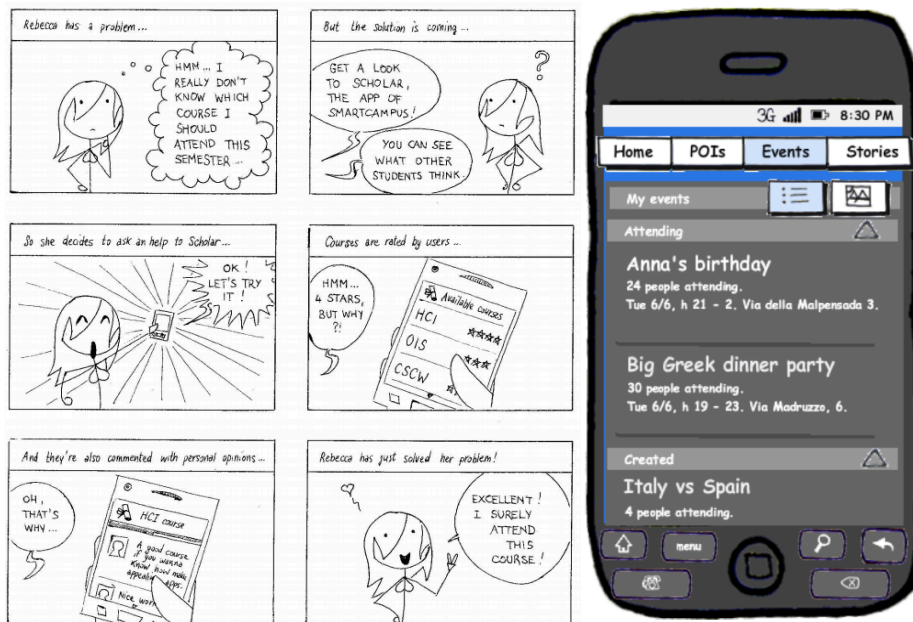 Rebecca has a problem...
HMM... I
REALLY DON'T
KNOW WHICH
COURSE I
SHOULD
ATTEND THIS
SEMESTER...
But the solution is coming...
GET A LOOK
TO SCHOLAR,
THE APP OF
SMARTCAMPUS!
YOU CAN SEE
WHAT OTHER
STUDENTS THINK.
?
So she decides to ask an help to Scholar...
OK!
LET'S TRY
IT!
Courses are rated by users...
HMM...
4 STARS,
BUT WHY
?!
Available courses
HCI
OIS
CSCW
And they're also commented with personal opinions...
OH,
THAT'S
WHY...
HCI course
A good course
if you wanna
know how make
appealing apps.
Nice work
Rebecca has just solved her problem!
EXCELLENT!
I SURELY
ATTEND
THIS
COURSE!
3G 8:30 PM
Home POIs Events Stories
My events
Attending
Anna's birthday
24 people attending.
Tue 6/6, h 21 - 2. Via della Malpensada 3.
Big Greek dinner party
30 people attending.
Tue 6/6, h 19 - 23. Via Madruzzo, 6.
Created
Italy vs Spain
4 people attending.
menu